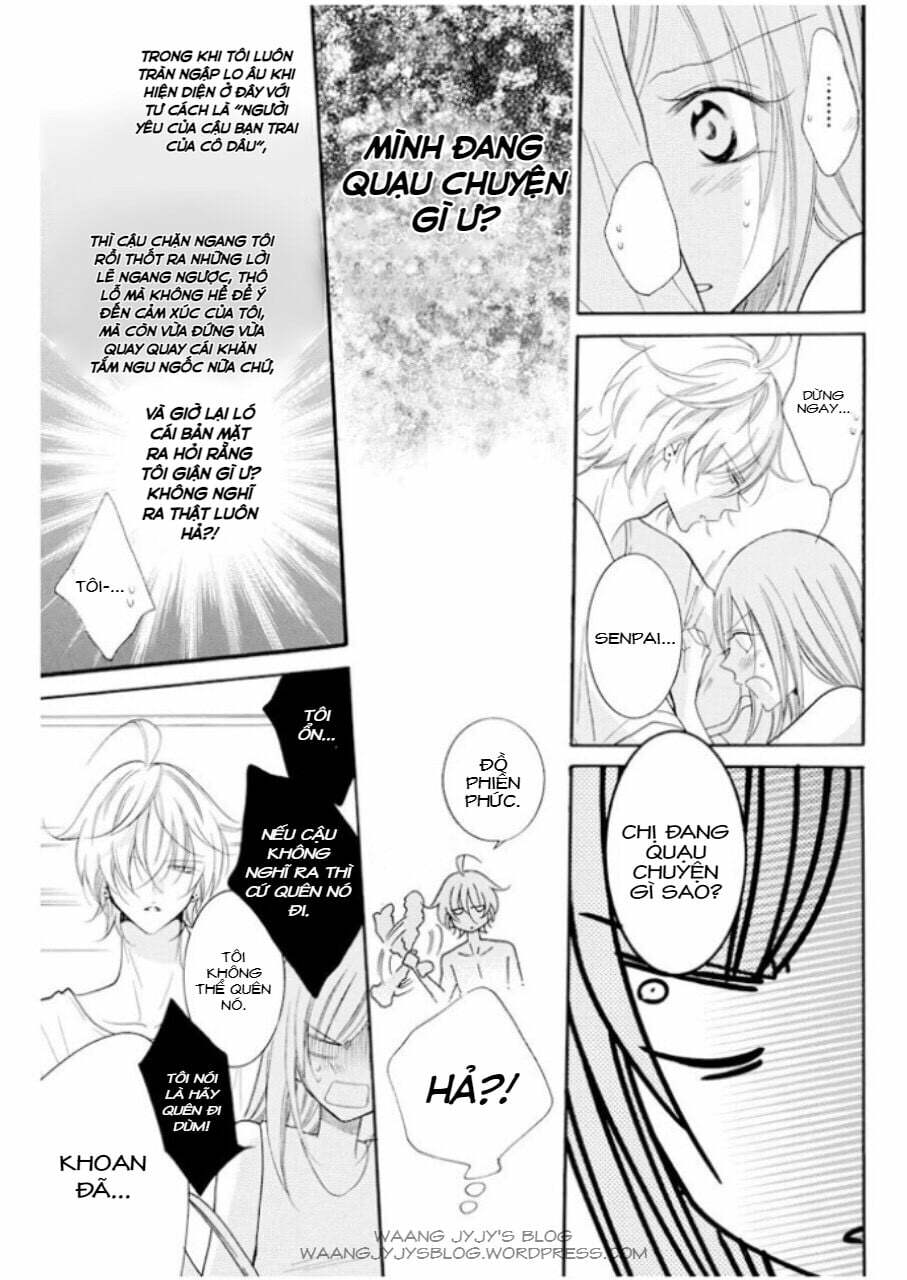 ........
DỪNG
NGAY...
SENPAI...
CHỊ ĐANG
QUẠU
CHUYỆN
GÌ SAO?
MÌNH ĐANG
QUẠU CHUYỆN
GÌ Ư?
ĐỒ
PHIỀN
PHỨC.
HẢ?!
TRONG KHI TÔI LUÔN
TRÀN NGẬP LO ÂU KHI
HIỆN DIỆN Ở ĐÂY VỚI
TƯ CÁCH LÀ "NGƯỜI
YÊU CỦA CẬU BẠN TRAI
CỦA CÔ DÂU",
THÌ CẬU CHẶN NGANG TÔI
RỒI THỐT RA NHỮNG LỜI
LẼ NGANG NGƯỢC, THÔ
LỖ MÀ KHÔNG HỀ ĐỂ Ý
ĐẾN CẢM XÚC CỦA TÔI,
MÀ CÒN VỪA ĐỨNG VỪA
QUAY QUAY CÁI KHĂN
TẮM NGU NGỐC NỮA CHỨ,
VÀ GIỜ LẠI LÓ
CÁI BẢN MẶT
RA HỎI RẰNG
TÔI GIẬN GÌ Ư?
KHÔNG NGHĨ
RA THẬT LUÔN
HẢ?!
TÔI-...
TÔI
ỔN...
NẾU CẬU
KHÔNG
NGHĨ RA THÌ
CỨ QUÊN NÓ
ĐI.
TÔI
KHÔNG
THỂ QUÊN
NÓ.
TÔI NÓI
LÀ HÃY
QUÊN ĐI
DÙM!
KHOAN
ĐÃ...
WAANG JYJY'S BLOG
WAANGJYJYSBLOG.WORDPRESS.COM